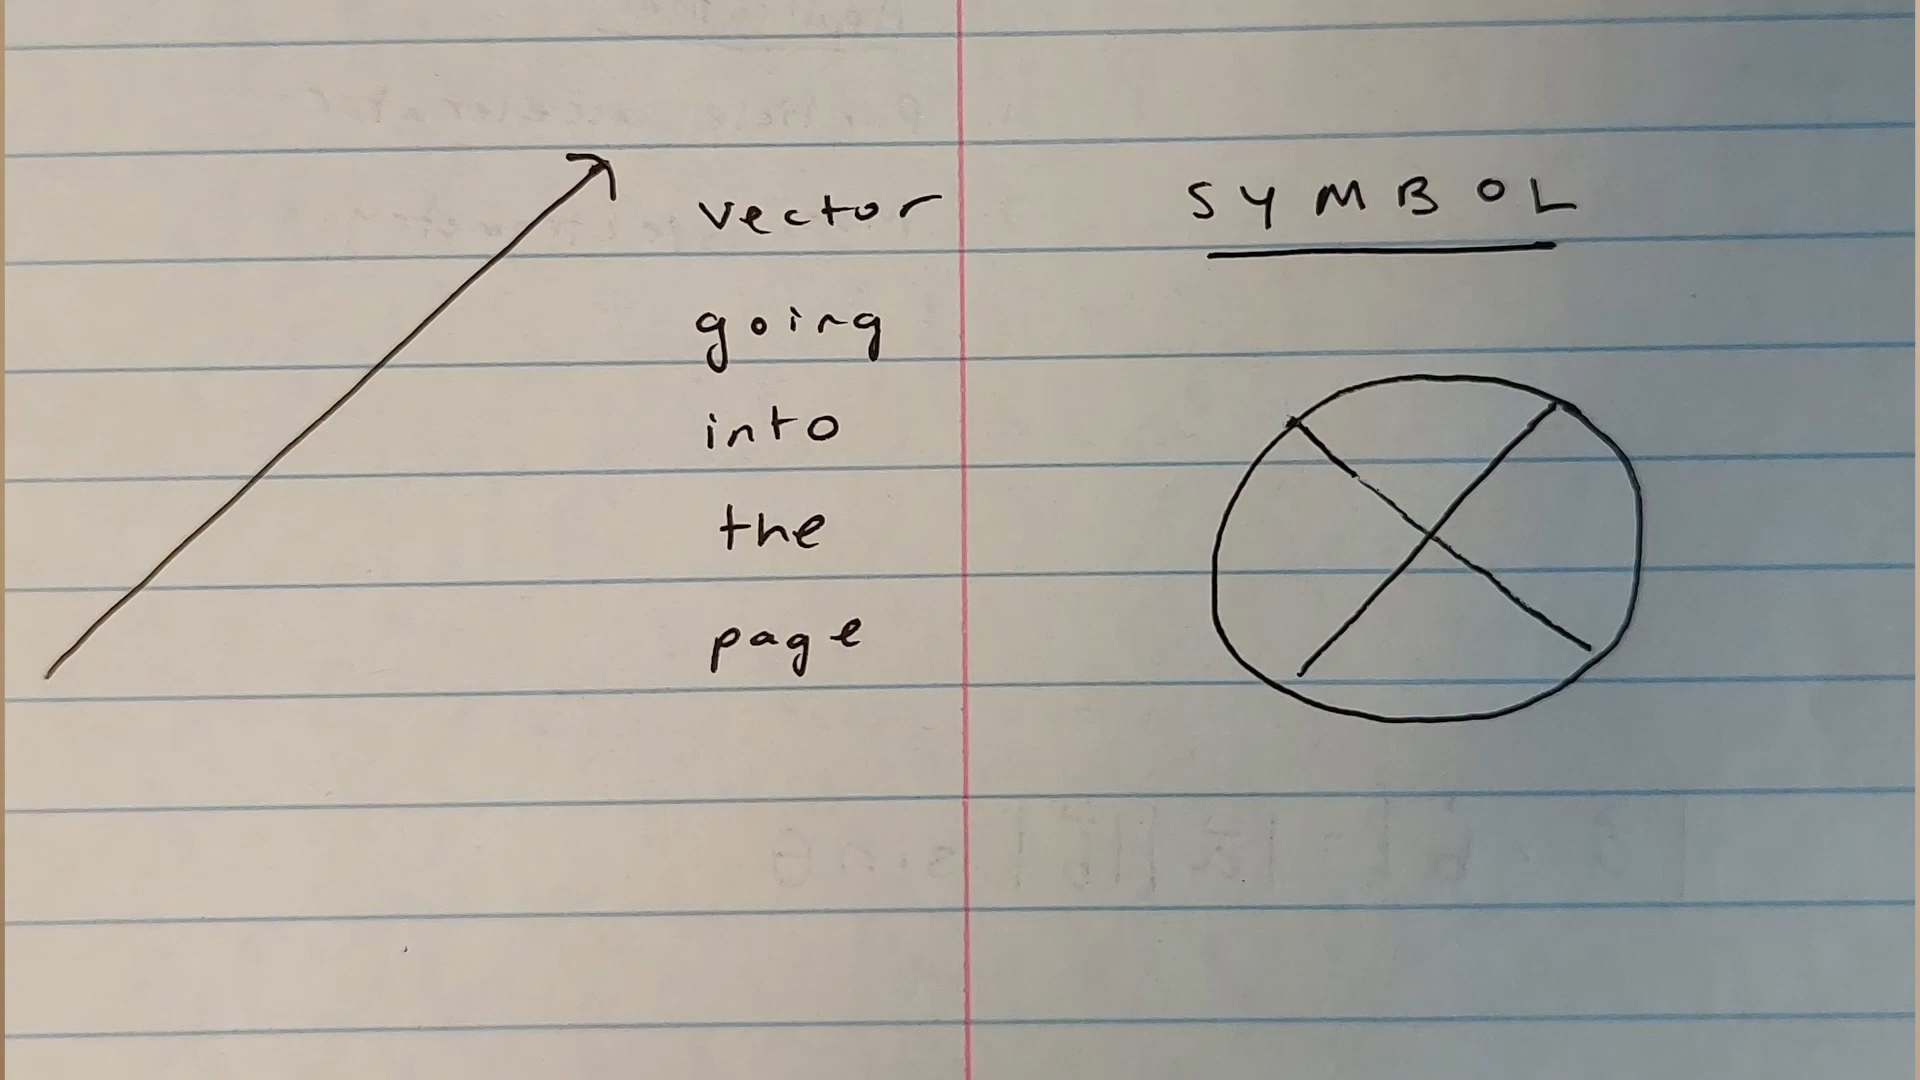 vector
going
into
the
page
SYMBOL